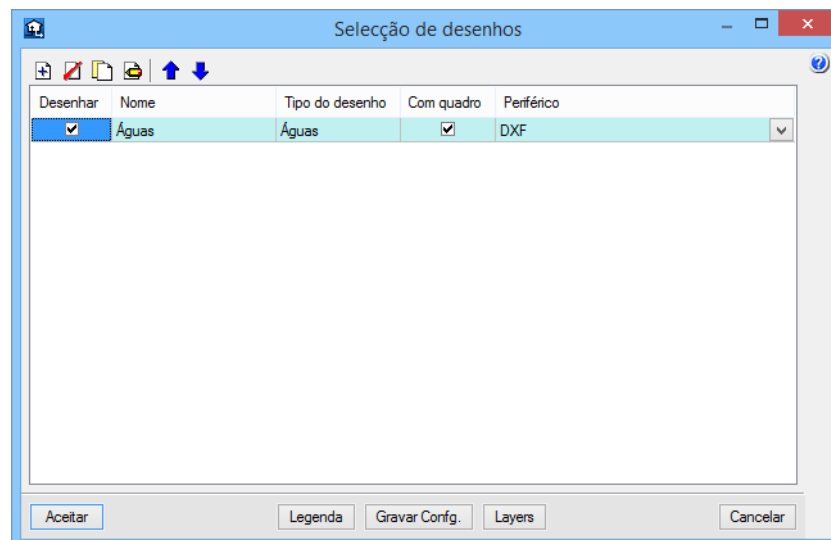 Selecção de desenhos
Desenhar Nome Tipo do desenho Com quadro Periférico
Águas Águas DXF
Aceitar Legenda Gravar Confg. Layers Cancelar